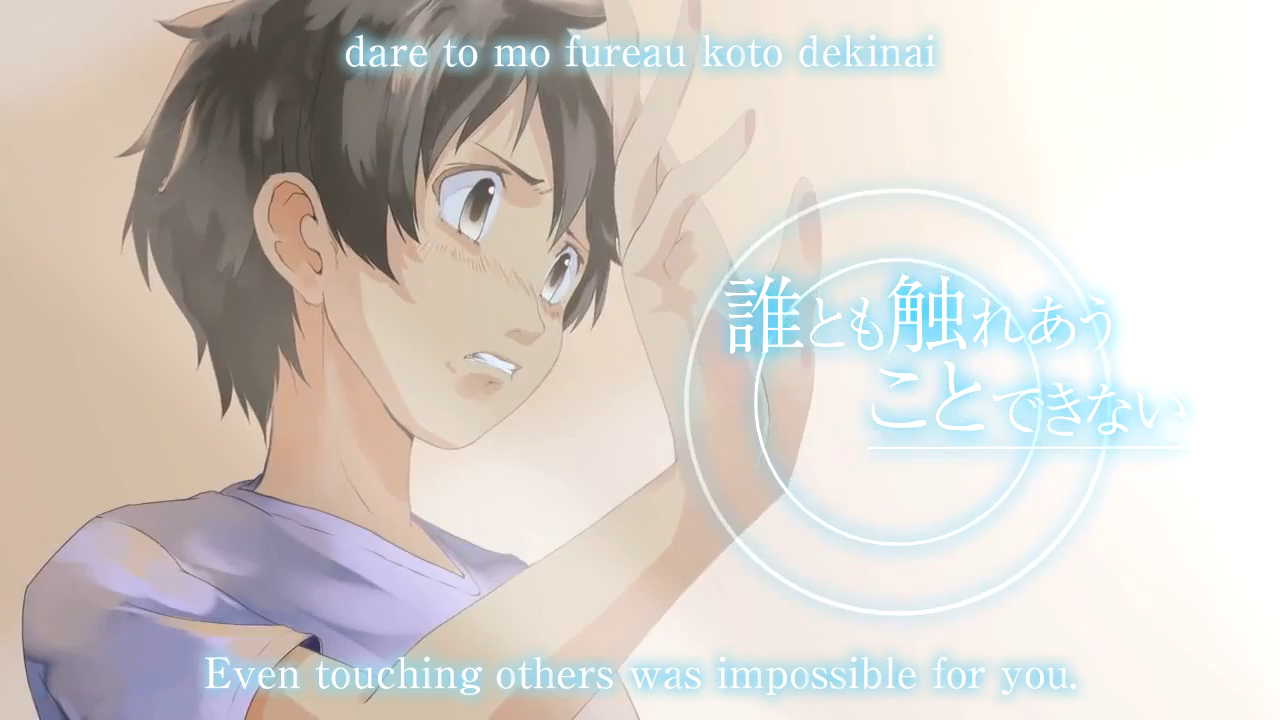 dare to mo fureau koto dekinai
誰とも触れあう
ことできない
Even touching others was impossible for you.